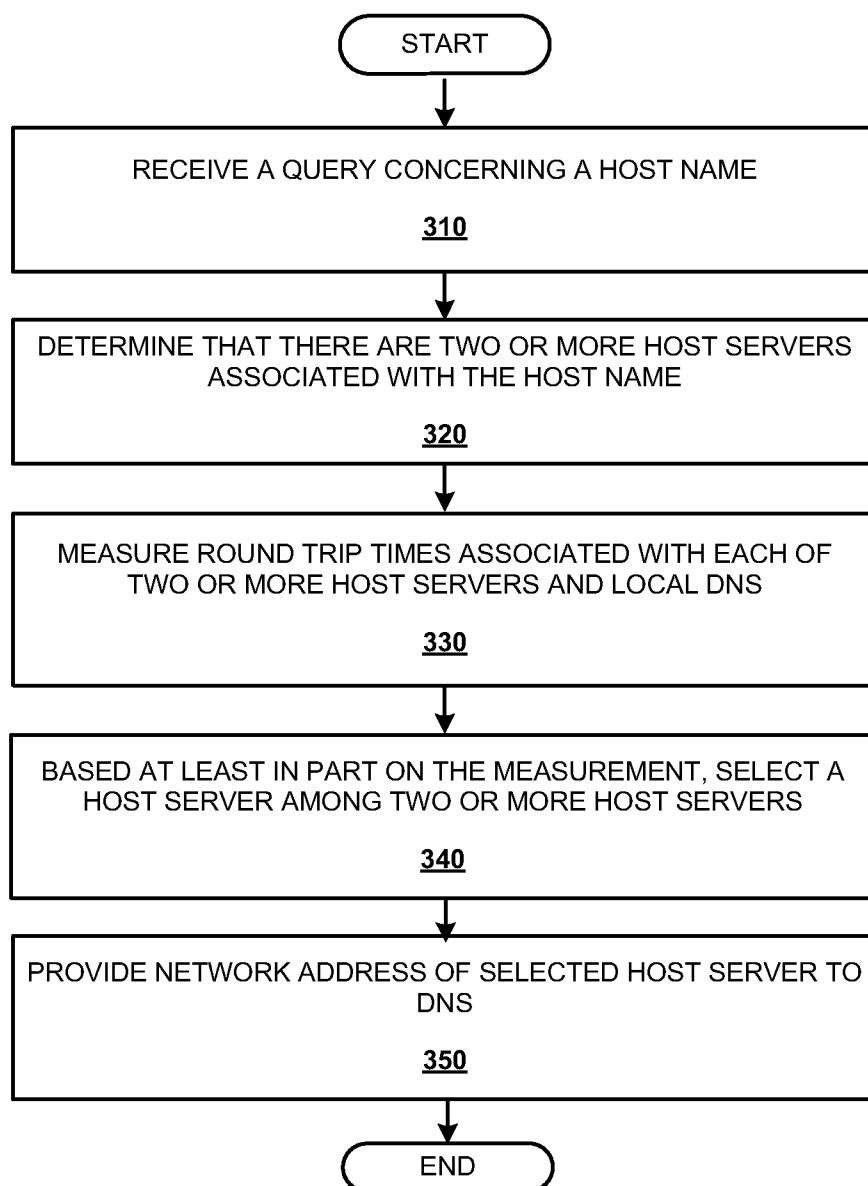 START
RECEIVE A QUERY CONCERNING A HOST NAME
310
DETERMINE THAT THERE ARE TWO OR MORE HOST SERVERS
ASSOCIATED WITH THE HOST NAME
320
MEASURE ROUND TRIP TIMES ASSOCIATED WITH EACH OF
TWO OR MORE HOST SERVERS AND LOCAL DNS
330
BASED AT LEAST IN PART ON THE MEASUREMENT, SELECT A
HOST SERVER AMONG TWO OR MORE HOST SERVERS
340
PROVIDE NETWORK ADDRESS OF SELECTED HOST SERVER TO
DNS
350
END